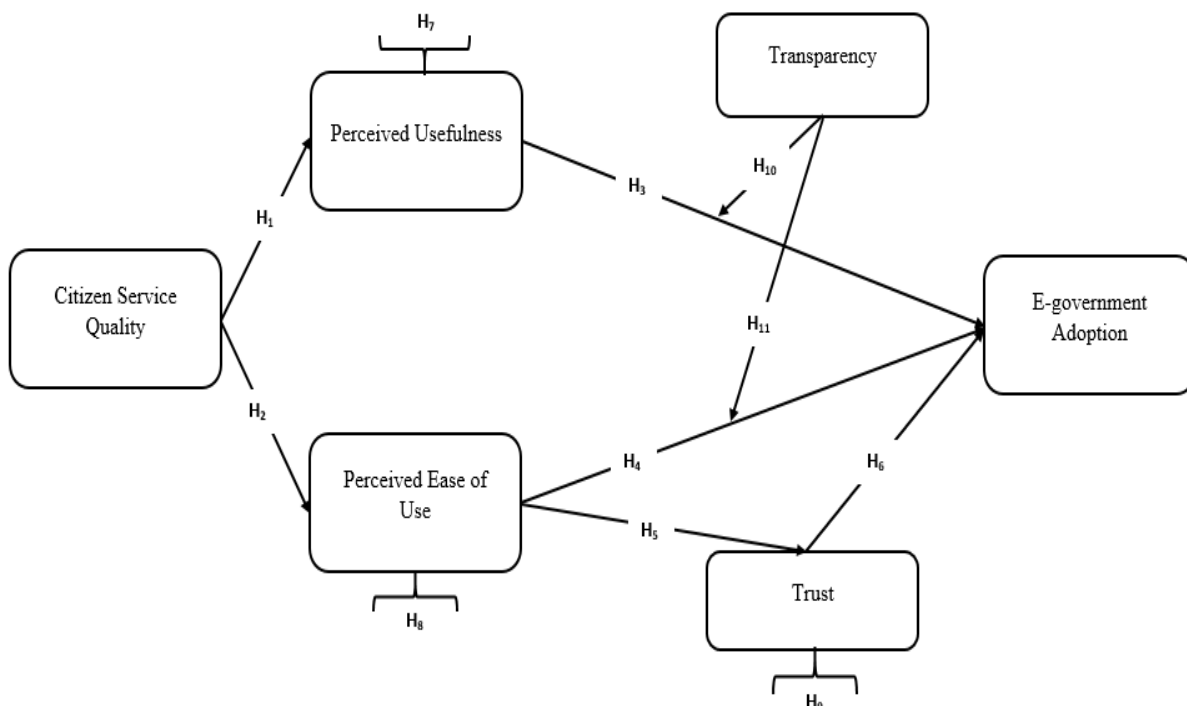 H₇
Transparency
Perceived Usefulness
H₁₀
H₃
H₁
Citizen Service
Quality
E-government
Adoption
H₁₁
H₂
Perceived Ease of
Use
H₄
H₆
H₅
Trust
H₈